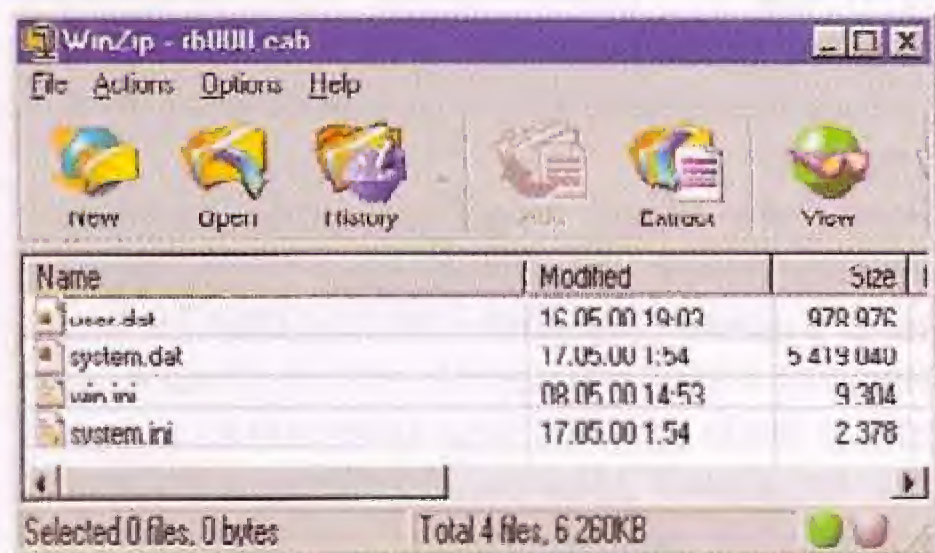 WinZip - rb000.cab
File Actions Options Help
New Open History Extract View
Name Modified Size
user.dat 16.05.00 19:03 978 976
system.dat 17.05.00 1:54 5 419 040
win.ini 08.05.00 14:53 9 304
system.ini 17.05.00 1:54 2 378
Selected 0 files, 0 bytes Total 4 files, 6 260KB